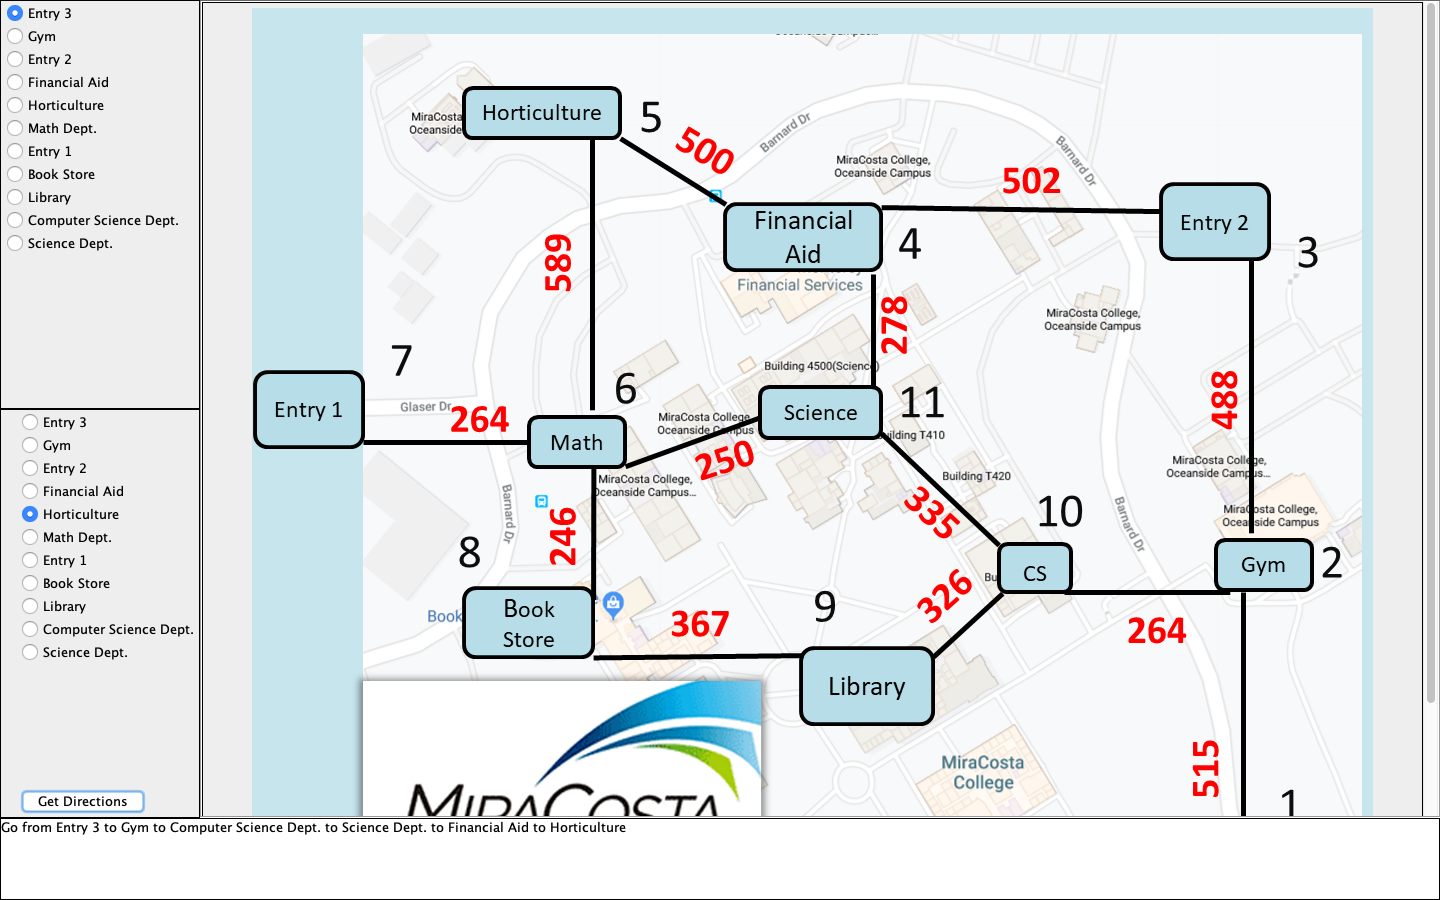 Entry 3
Gym
Entry 2
Financial Aid
Horticulture
Math Dept.
Entry 1
Book Store
Library
Computer Science Dept.
Science Dept.
Entry 3
Gym
Entry 2
Financial Aid
Horticulture
Math Dept.
Entry 1
Book Store
Library
Computer Science Dept.
Science Dept.
Get Directions
Horticulture
5
MiraCosta
Oceanside
500
Barnard Dr
MiraCosta College,
Oceanside Campus
Barnard Dr
502
Financial
Aid
4
Entry 2
3
Financial Services
589
278
MiraCosta College,
Oceanside Campus
Building 4500(Science)
7
Entry 1
Glaser Dr
264
6
Math
MiraCosta College
Oceanside Campus
Science
11
Building T410
488
250
MiraCosta College,
Oceanside Campus...
MiraCosta College,
Oceanside Campus...
Building T420
335
10
Barnard Dr
Barnard Dr
MiraCosta College,
Oceanside Campus
246
8
CS
Gym
2
Book
Store
Book
9
326
367
264
Library
MiraCosta
College
515
1
MIRACOSTA
Go from Entry 3 to Gym to Computer Science Dept. to Science Dept. to Financial Aid to Horticulture